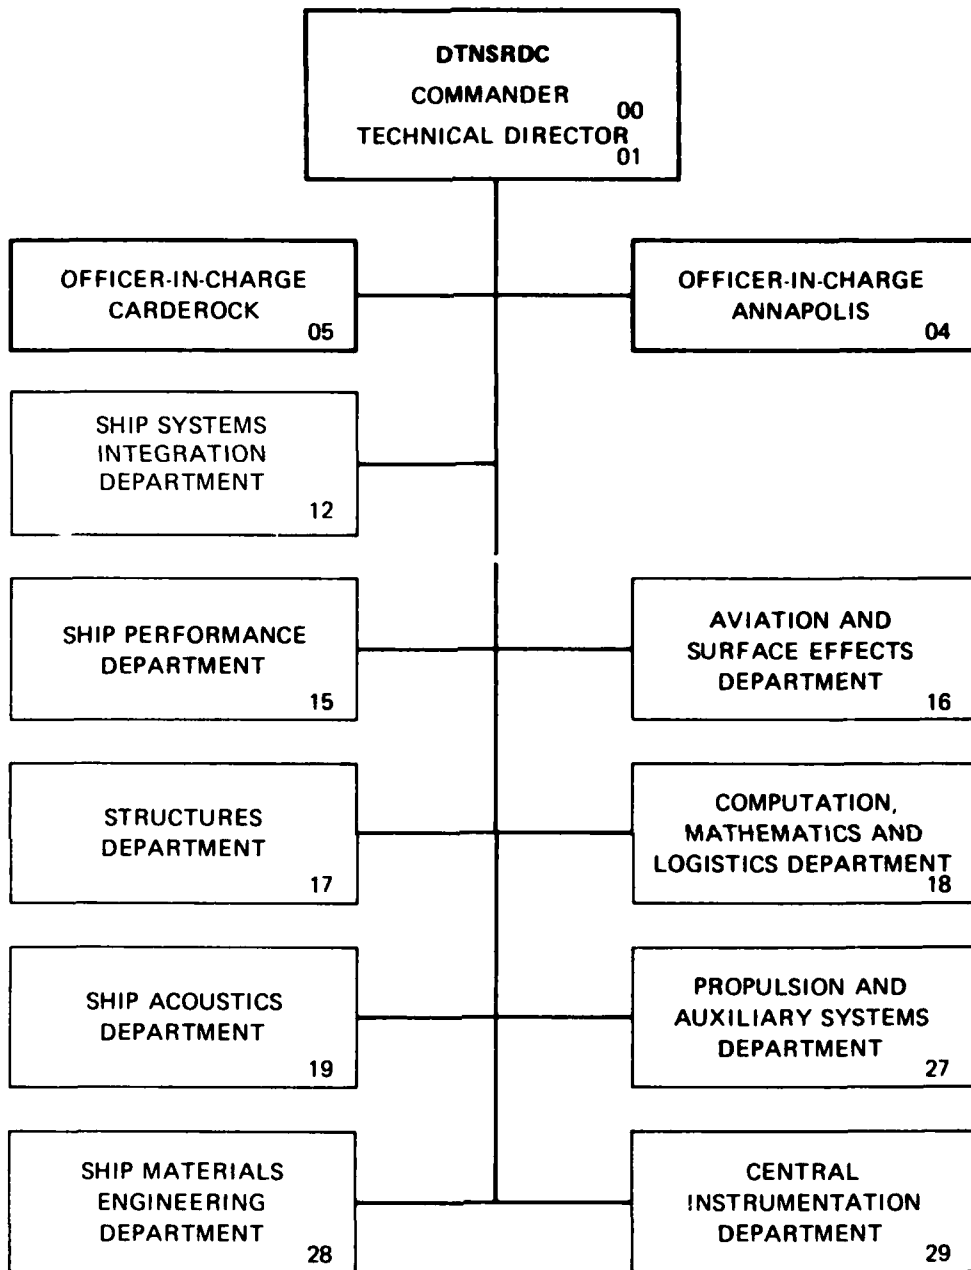 DTNSRDC
COMMANDER
00
TECHNICAL DIRECTOR
01
OFFICER-IN-CHARGE
CARDEROCK
05
OFFICER-IN-CHARGE
ANNAPOLIS
04
SHIP SYSTEMS
INTEGRATION
DEPARTMENT
12
SHIP PERFORMANCE
DEPARTMENT
15
AVIATION AND
SURFACE EFFECTS
DEPARTMENT
16
STRUCTURES
DEPARTMENT
17
COMPUTATION,
MATHEMATICS AND
LOGISTICS DEPARTMENT
18
SHIP ACOUSTICS
DEPARTMENT
19
PROPULSION AND
AUXILIARY SYSTEMS
DEPARTMENT
27
SHIP MATERIALS
ENGINEERING
DEPARTMENT
28
CENTRAL
INSTRUMENTATION
DEPARTMENT
29